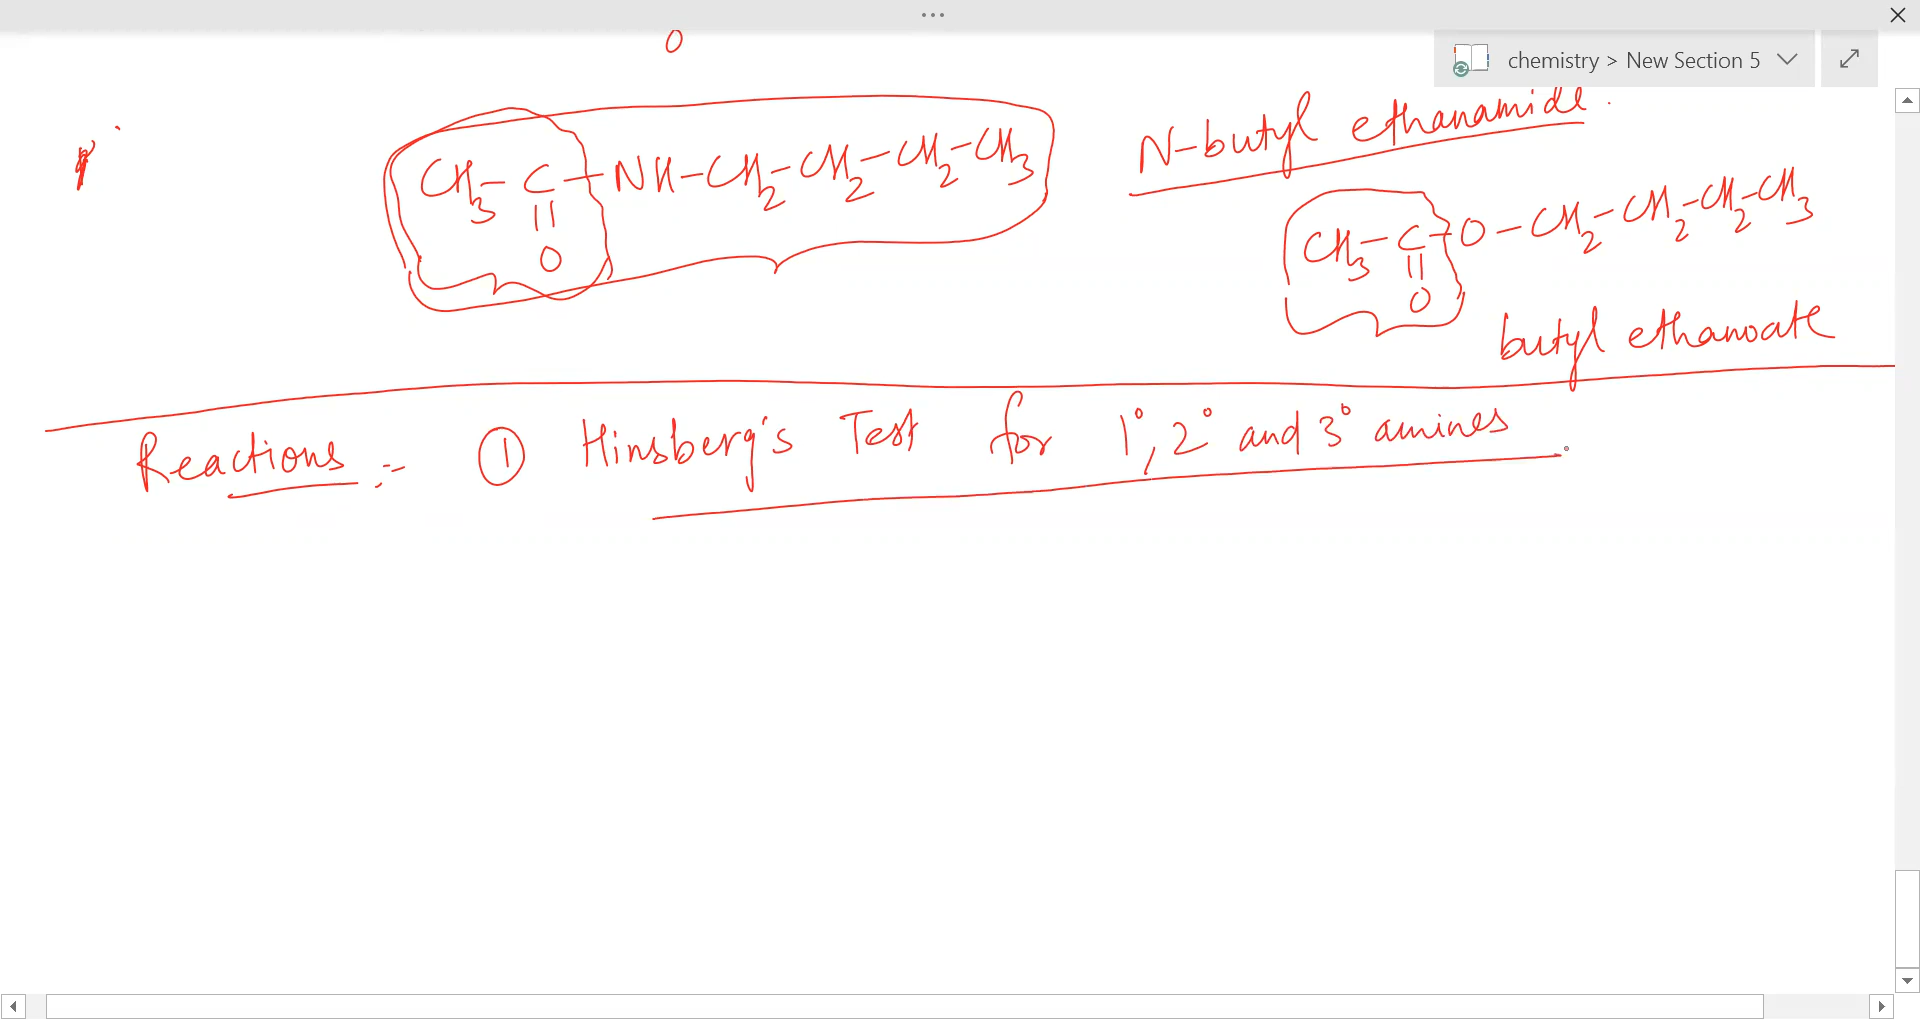 ...
chemistry > New Section 5
O
CH3-C-NH-CH2-CH2-CH2-CH3
||
O
N-butyl ethanamide.
CH3-C-O-CH2-CH2-CH2-CH3
||
O
butyl ethanoate
Reactions :- ① Hinsberg's Test for 1°, 2° and 3° amines